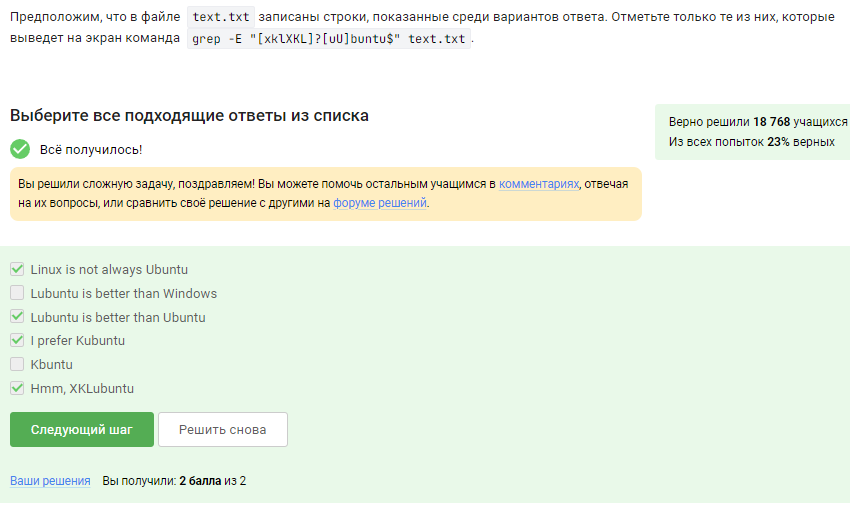 Предположим, что в файле text.txt записаны строки, показанные среди вариантов ответа. Отметьте только те из них, которые
выведет на экран команда grep -E "[xklXKL]?[uU]buntu$" text.txt.
Выберите все подходящие ответы из списка
Верно решили 18 768 учащихся
Из всех попыток 23% верных
Всё получилось!
Вы решили сложную задачу, поздравляем! Вы можете помочь остальным учащимся в комментариях, отвечая
на их вопросы, или сравнить своё решение с другими на форуме решений.
Linux is not always Ubuntu
Lubuntu is better than Windows
Lubuntu is better than Ubuntu
I prefer Kubuntu
Kbuntu
Hmm, XKLubuntu
Следующий шаг
Решить снова
Ваши решения Вы получили: 2 балла из 2